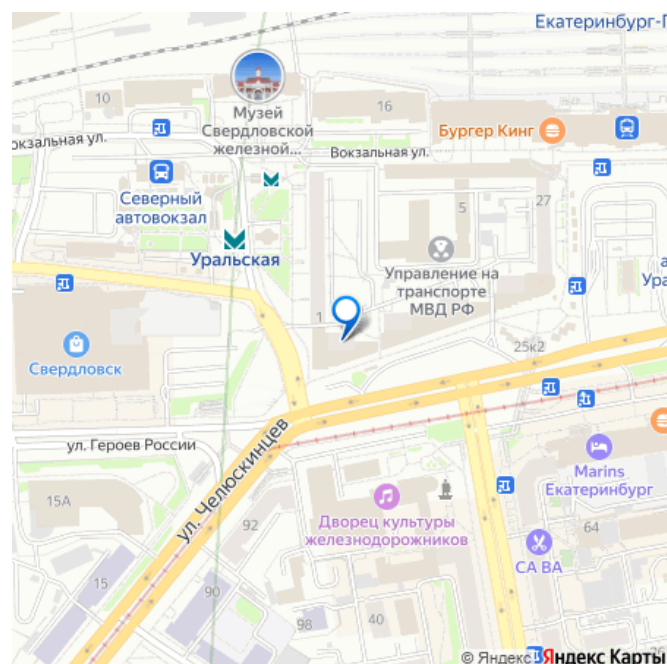 Екатеринбург-П
10
Музей
Свердловской
железной...
16
Бургер Кинг
Вокзальная ул.
Вокзальная ул.
Северный
автовокзал
5
27
Уральская
Управление на
транспорте
МВД РФ
а
Ура
1
25к2
Свердловск
ул. Героев России
ул. Челюскинцев
Marins
Екатеринбург
15А
92
Дворец культуры
железнодорожников
64
СА ВА
15
90
98
40
© Яндекс Яндекс Карты